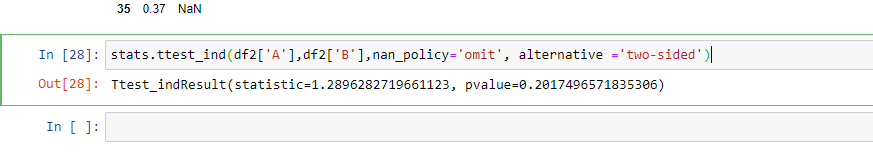 35 0.37 NaN
In [28]: stats.ttest_ind(df2['A'],df2['B'],nan_policy='omit', alternative ='two-sided')
Out[28]: Ttest_indResult(statistic=1.2896282719661123, pvalue=0.2017496571835306)
In [ ]: